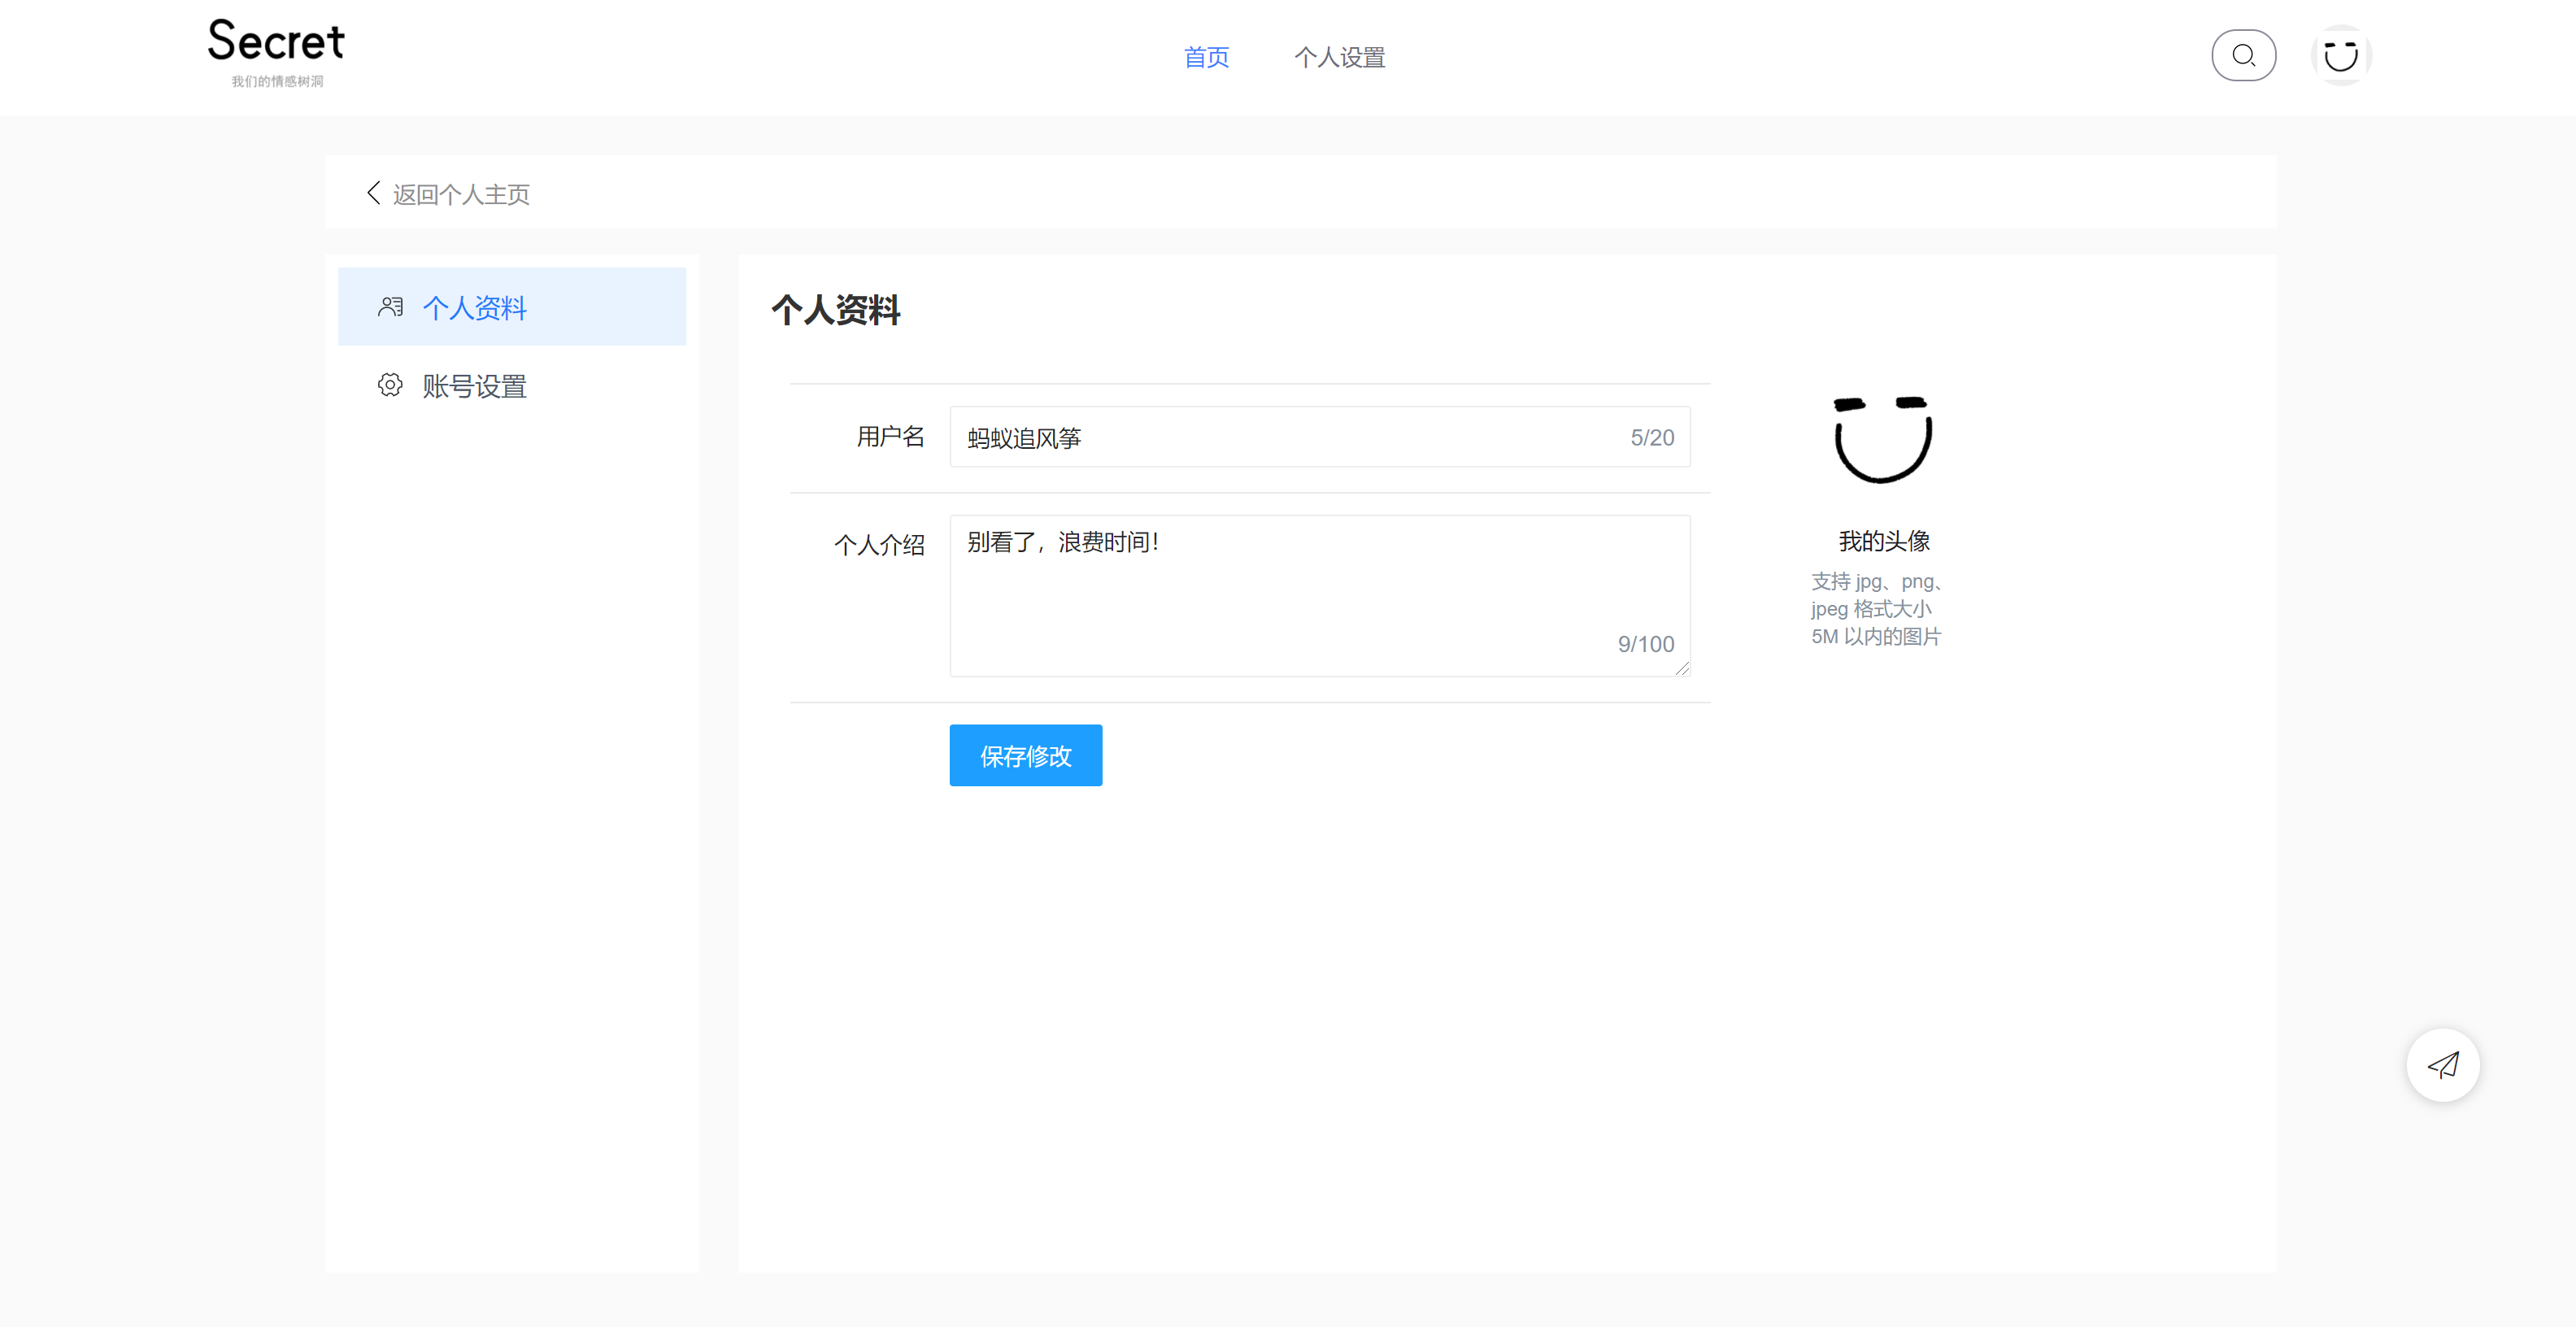 Secret
我们的情感树洞
首页
个人设置
返回个人主页
个人资料
账号设置
个人资料
用户名
蚂蚁追风筝
5/20
个人介绍
别看了，浪费时间！
9/100
保存修改
我的头像
支持 jpg、png、
jpeg 格式大小
5M 以内的图片